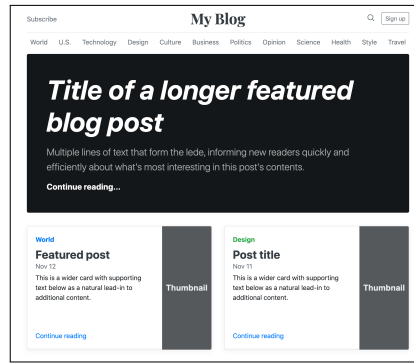 Subscribe My Blog Sign up
World U.S. Technology Design Culture Business Politics Opinion Science Health Style Travel
Title of a longer featured
blog post
Multiple lines of text that form the lede, informing new readers quickly and
efficiently about what's most interesting in this post's contents.
Continue reading...
World
Featured post
Nov 12
This is a wider card with supporting
text below as a natural lead-in to
additional content.
Continue reading
Thumbnail
Design
Post title
Nov 11
This is a wider card with supporting
text below as a natural lead-in to
additional content.
Continue reading
Thumbnail